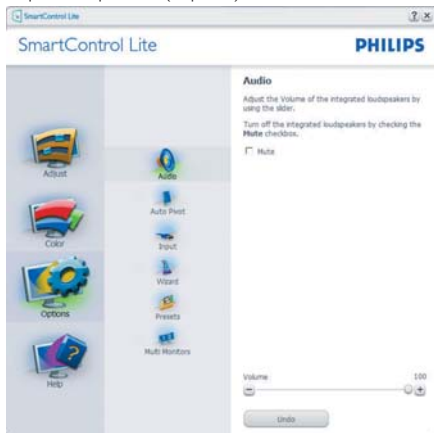 SmartControl Lite
? x
SmartControl Lite
PHILIPS
Adjust
Color
Options
Help
Audio
Auto Pivot
Input
Wizard
Presets
Multi Monitors
Audio
Adjust the Volume of the integrated loudspeakers by
using the slider.
Turn off the integrated loudspeakers by checking the
Mute checkbox.
Mute
Volume 100
Undo